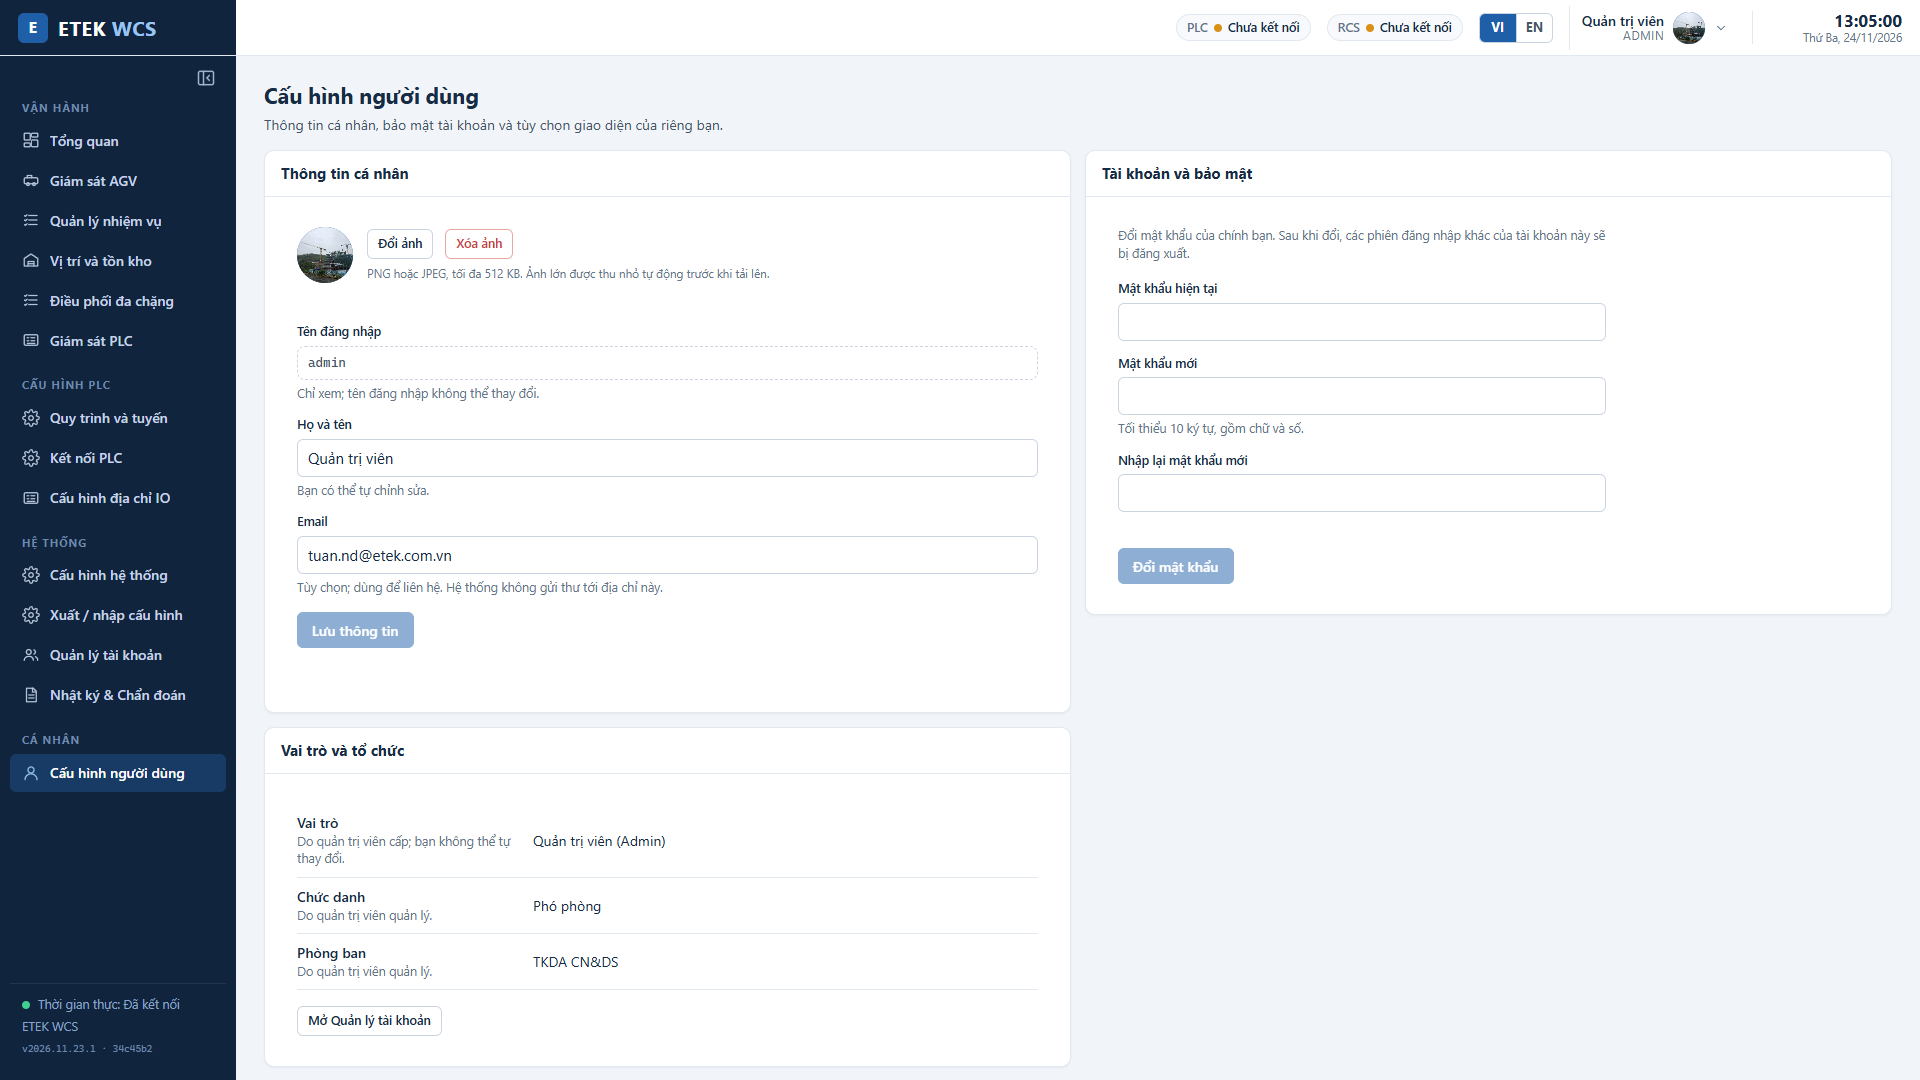 E ETEK WCS
PLC Chưa kết nối
RCS Chưa kết nối
VI EN
Quản trị viên
ADMIN
13:05:00
Thứ Ba, 24/11/2026
VẬN HÀNH
Tổng quan
Giám sát AGV
Quản lý nhiệm vụ
Vị trí và tồn kho
Điều phối đa chặng
Giám sát PLC
CẤU HÌNH PLC
Quy trình và tuyến
Kết nối PLC
Cấu hình địa chỉ IO
HỆ THỐNG
Cấu hình hệ thống
Xuất / nhập cấu hình
Quản lý tài khoản
Nhật ký & Chẩn đoán
CÁ NHÂN
Cấu hình người dùng
Thời gian thực: Đã kết nối
ETEK WCS
v2026.11.23.1 · 34c45b2
Cấu hình người dùng
Thông tin cá nhân, bảo mật tài khoản và tùy chọn giao diện của riêng bạn.
Thông tin cá nhân
Đổi ảnh
Xóa ảnh
PNG hoặc JPEG, tối đa 512 KB. Ảnh lớn được thu nhỏ tự động trước khi tải lên.
Tên đăng nhập
admin
Chỉ xem; tên đăng nhập không thể thay đổi.
Họ và tên
Quản trị viên
Bạn có thể tự chỉnh sửa.
Email
tuan.nd@etek.com.vn
Tùy chọn; dùng để liên hệ. Hệ thống không gửi thư tới địa chỉ này.
Lưu thông tin
Vai trò và tổ chức
Vai trò
Do quản trị viên cấp; bạn không thể tự
thay đổi.
Quản trị viên (Admin)
Chức danh
Do quản trị viên quản lý.
Phó phòng
Phòng ban
Do quản trị viên quản lý.
TKDA CN&DS
Mở Quản lý tài khoản
Tài khoản và bảo mật
Đổi mật khẩu của chính bạn. Sau khi đổi, các phiên đăng nhập khác của tài khoản này sẽ
bị đăng xuất.
Mật khẩu hiện tại
Mật khẩu mới
Tối thiểu 10 ký tự, gồm chữ và số.
Nhập lại mật khẩu mới
Đổi mật khẩu